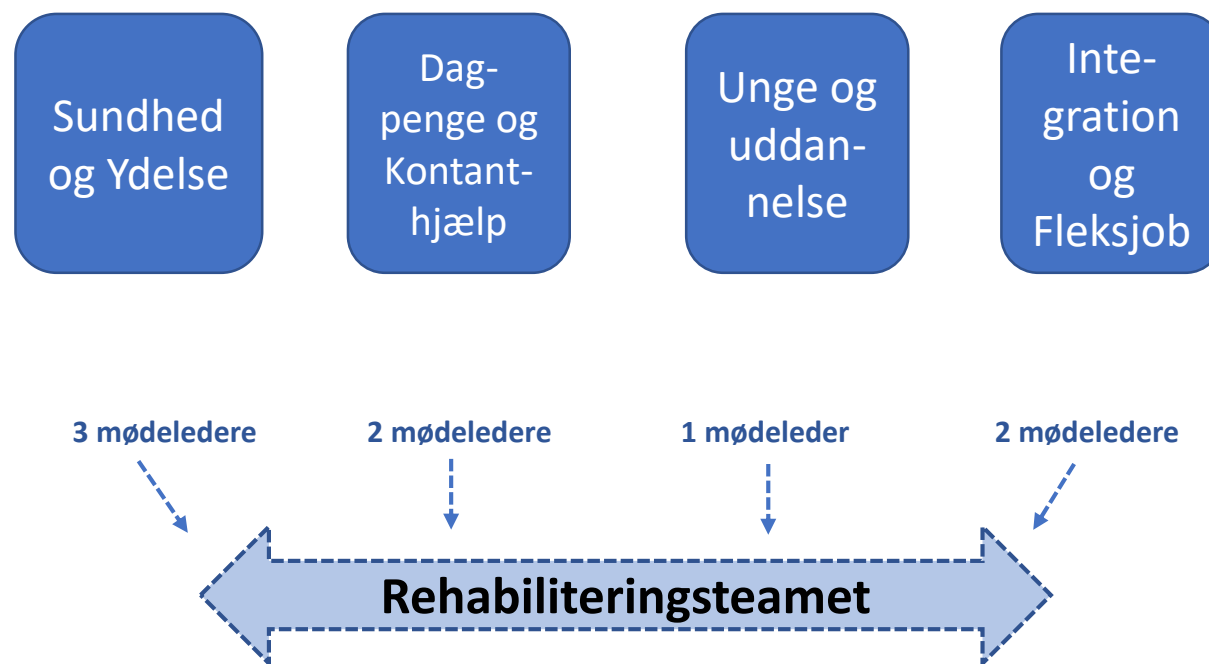 Sundhed
og Ydelse
Dag-
penge og
Kontant-
hjælp
Unge og
uddan-
nelse
Inte-
gration
og
Fleksjob
3 mødeledere
2 mødeledere
1 mødeleder
2 mødeledere
Rehabiliteringsteamet